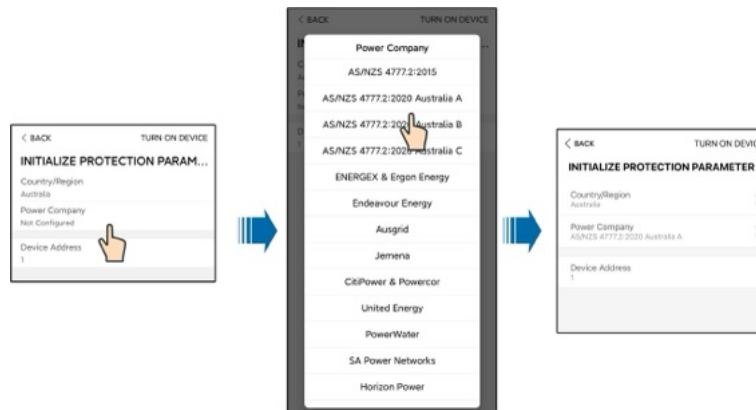 < BACK TURN ON DEVICE
INITIALIZE PROTECTION PARAM...
Country/Region
Australia
Power Company
Not Configured
Device Address
1
< BACK TURN ON DEVICE
Power Company
AS/NZS 4777.2:2015
AS/NZS 4777.2:2020 Australia A
AS/NZS 4777.2:2020 Australia B
AS/NZS 4777.2:2020 Australia C
ENERGEX & Ergon Energy
Endeavour Energy
Ausgrid
Jemena
CitiPower & Powercor
United Energy
PowerWater
SA Power Networks
Horizon Power
< BACK TURN ON DEVIC
INITIALIZE PROTECTION PARAMETER
Country/Region
Australia
Power Company
AS/NZS 4777.2:2020 Australia A
Device Address
1